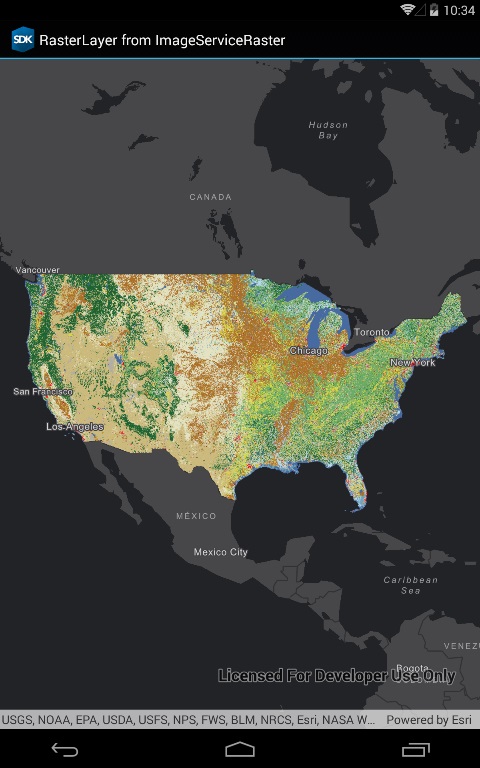 10:34
SDK RasterLayer from ImageServiceRaster
Hudson
Bay
CANADA
Vancouver
Toronto
Chicago
New York
San Francisco
Los Angeles
MÉXICO
Mexico City
Caribbean
Sea
VENEZU
Bogota
Licensed For Developer Use Only
USGS, NOAA, EPA, USDA, USFS, NPS, FWS, BLM, NRCS, Esri, NASA W... Powered by Esri